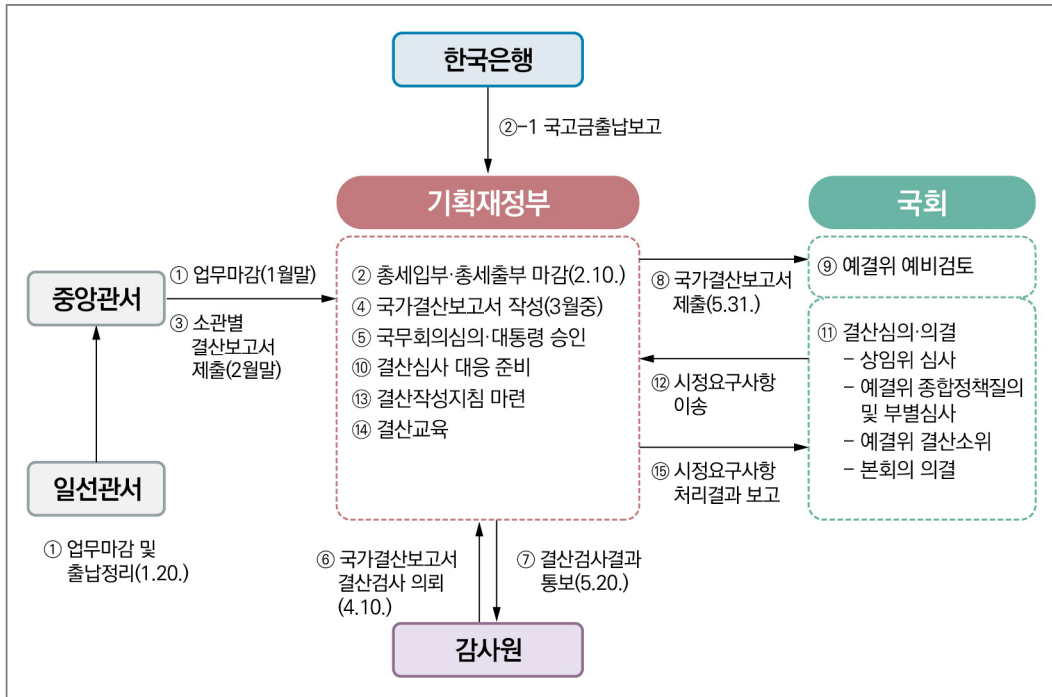 한국은행
②-1 국고금출납보고
기획재정부
국회
중앙관서
① 업무마감(1월말)
③ 소관별
결산보고서
제출(2월말)
일선관서
① 업무마감 및
출납정리(1.20.)
② 총세입부·총세출부 마감(2.10.)
④ 국가결산보고서 작성(3월중)
⑤ 국무회의심의·대통령 승인
⑩ 결산심사 대응 준비
⑬ 결산작성지침 마련
⑭ 결산교육
⑧ 국가결산보고서
제출(5.31.)
⑫ 시정요구사항
이송
⑮ 시정요구사항
처리결과 보고
⑨ 예결위 예비검토
⑪ 결산심의·의결
– 상임위 심사
– 예결위 종합정책질의
및 부별심사
– 예결위 결산소위
– 본회의 의결
⑥ 국가결산보고서
결산검사 의뢰
(4.10.)
⑦ 결산검사결과
통보(5.20.)
감사원